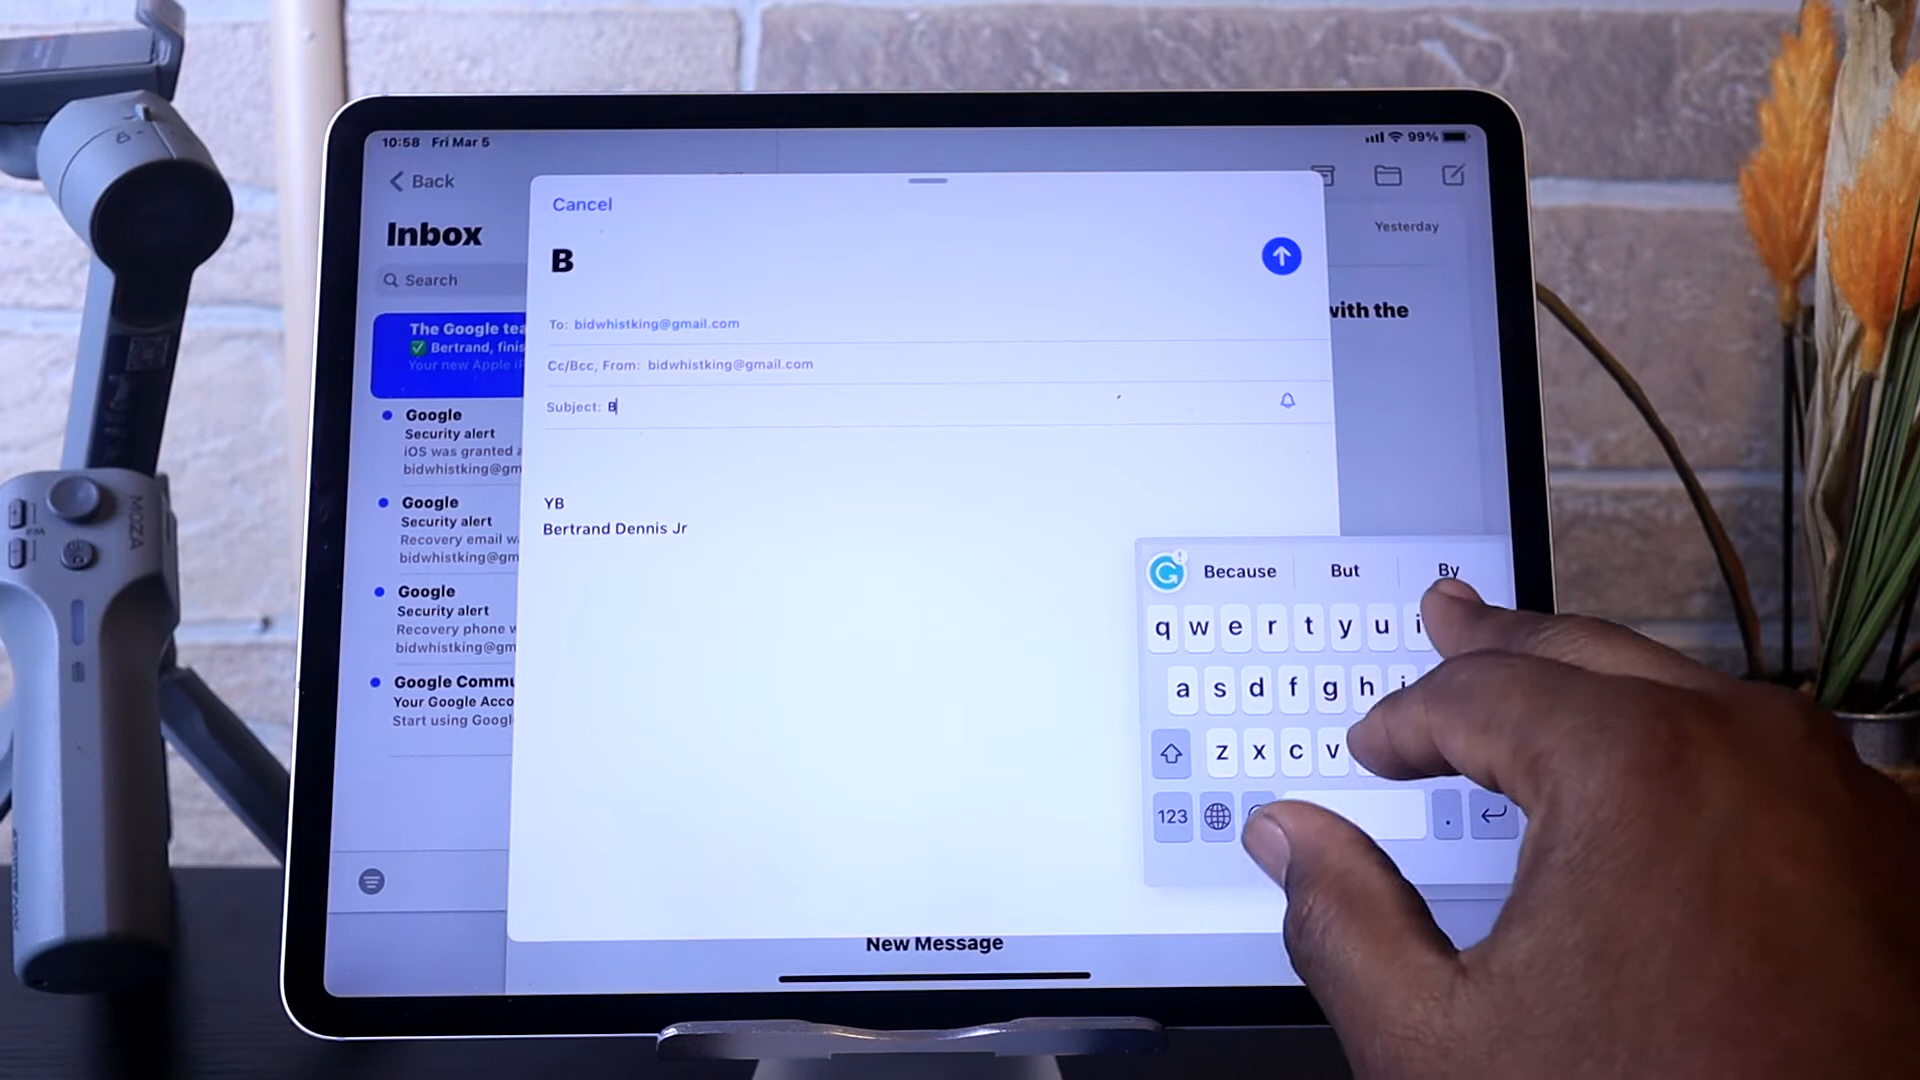 10:58 Fri Mar 5
99%
Back
Inbox
Search
The Google tea
✅ Bertrand, finis
Your new Apple i
Google
Security alert
iOS was granted a
bidwhistking@gm
Google
Security alert
Recovery email w
bidwhistking@gm
Google
Security alert
Recovery phone w
bidwhistking@gm
Google Commu
Your Google Acco
Start using Googl
Cancel
B
To: bidwhistking@gmail.com
Cc/Bcc, From: bidwhistking@gmail.com
Subject: B
YB
Bertrand Dennis Jr
Yesterday
with the
Because But By
q w e r t y u i
a s d f g h j
z x c v
123 .
New Message
MOZA